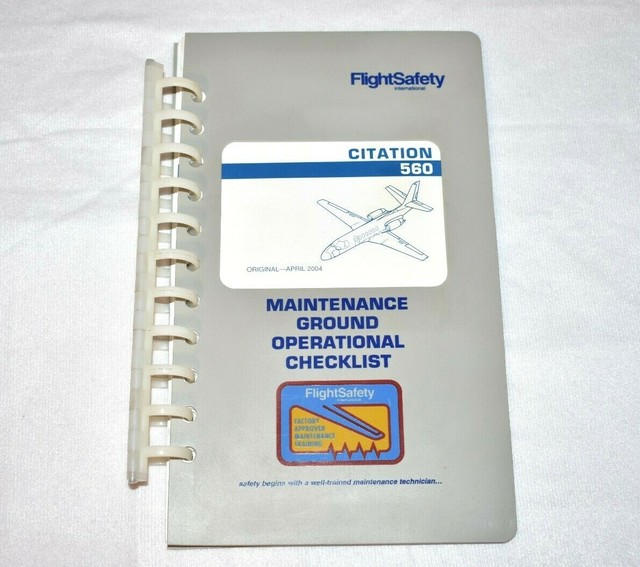 FlightSafety
international
CITATION
560
ORIGINAL—APRIL 2004
MAINTENANCE
GROUND
OPERATIONAL
CHECKLIST
FlightSafety
international
FACTORY
APPROVED
MAINTENANCE
TRAINING
safety begins with a well-trained maintenance technician...